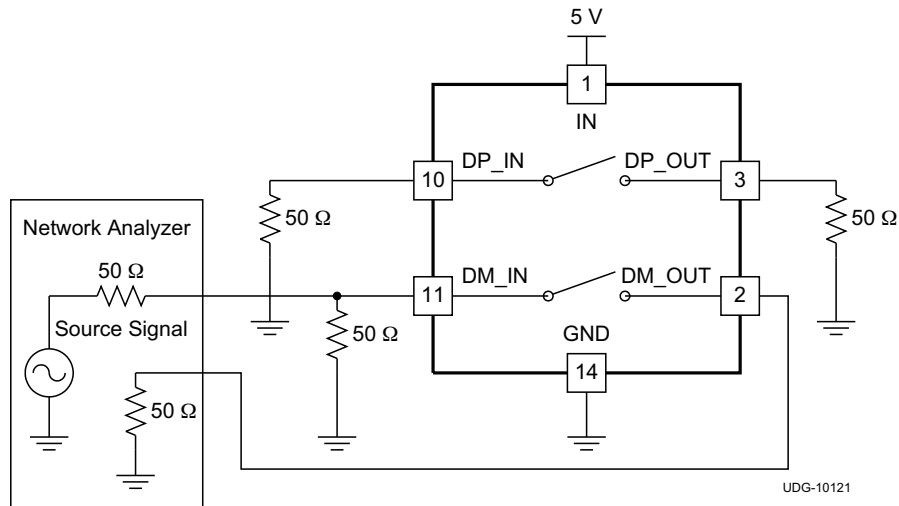 5 V
1
IN
DP_IN
DP_OUT
10
3
50 Ω
50 Ω
Network Analyzer
50 Ω
DM_IN
DM_OUT
11
2
Source Signal
50 Ω
GND
14
50 Ω
UDG-10121